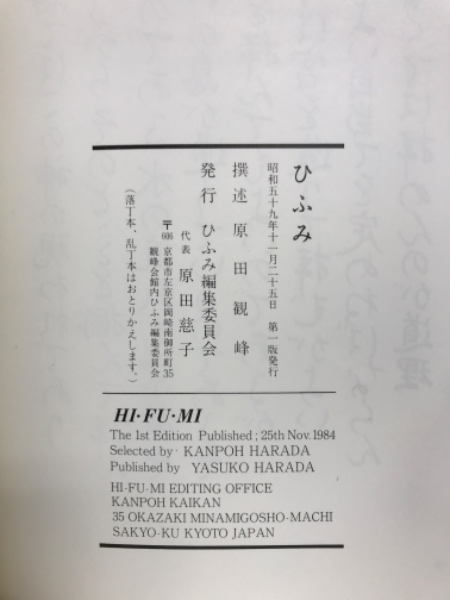 ひふみ
昭和五十九年十一月二十五日 第一版発行
撰述 原田観峰
発行 ひふみ編集委員会
代表 原田慈子
〒606 京都市左京区岡崎南御所町35
観峰会館内ひふみ編集委員会
(落丁本、乱丁本はおとりかえします。)
HI・FU・MI
The 1st Edition Published; 25th Nov. 1984
Selected by KANPOH HARADA
Published by YASUKO HARADA
HI-FU-MI EDITING OFFICE
KANPOH KAIKAN
35 OKAZAKI MINAMIGOSHO-MACHI
SAKYO-KU KYOTO JAPAN